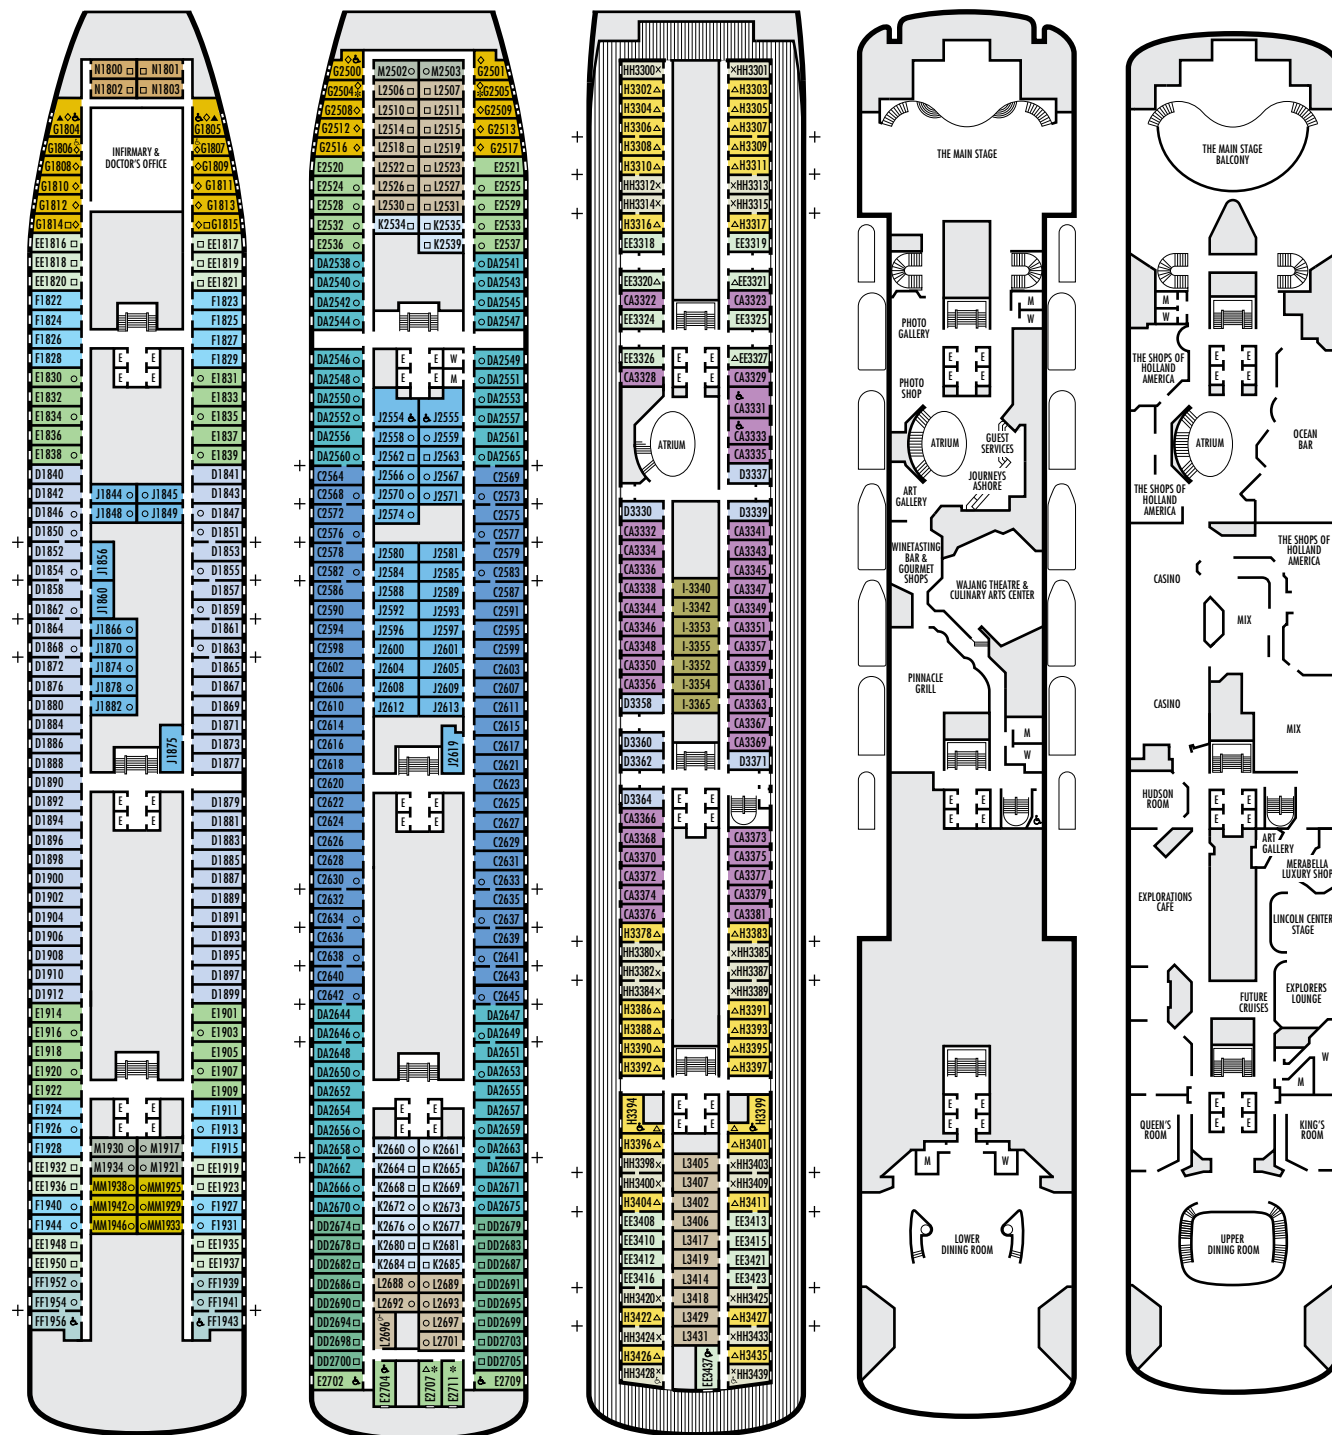 N1800 N1801
N1802 N1803
G1804 G1805
G1806 G1807
G1808 G1809
G1810 G1811
G1812 G1813
G1814 G1815
INFIRMARY &
DOCTOR'S OFFICE
EE1816 EE1817
EE1818 EE1819
EE1820 EE1821
F1822 F1823
F1824 F1825
F1826 F1827
F1828 E E F1829
E1830 E E E1831
E1832 E1833
E1834 E1835
E1836 E1837
E1838 E1839
D1840 D1841
D1842 J1844 J1845 D1843
D1846 J1848 J1849 D1847
D1850 D1851
D1852 J1856 D1853
D1854 D1855
D1858 J1860 D1857
D1862 D1859
D1864 J1866 D1861
D1868 J1870 D1863
D1872 J1874 D1865
D1876 J1878 D1867
D1880 J1882 D1869
D1884 D1871
D1886 J1875 D1873
D1888 D1877
D1890
D1892 E E D1879
D1894 E E D1881
D1896 D1883
D1898 D1885
D1900 D1887
D1902 D1889
D1904 D1891
D1906 D1893
D1908 D1895
D1910 D1897
D1912 D1899
E1914 E1901
E1916 E1903
E1918 E1905
E1920 E1907
E1922 E1909
F1924 E E F1911
F1926 E E F1913
F1928 M1930 M1917 F1915
EE1932 M1934 M1921 EE1919
EE1936 MM1938 MM1925 EE1923
F1940 MM1942 MM1929 F1927
F1944 MM1946 MM1933 F1931
EE1948 EE1935
EE1950 EE1937
FF1952 FF1939
FF1954 FF1941
FF1956 FF1943
G2500 M2502 M2503 G2501
G2504 L2506 L2507 G2505
G2508 L2510 L2511 G2509
G2512 L2514 L2515 G2513
G2516 L2518 L2519 G2517
E2520 L2522 L2523 E2521
E2524 L2526 L2527 E2525
E2528 L2530 L2531 E2529
E2532 K2534 K2535 E2533
E2536 K2539 E2537
DA2538 DA2541
DA2540 DA2543
DA2542 DA2545
DA2544 DA2547
DA2546 E E W DA2549
DA2548 E E M DA2551
DA2550 DA2553
DA2552 J2554 J2555 DA2557
DA2556 J2558 J2559 DA2561
DA2560 J2562 J2563 DA2565
C2564 J2566 J2567 C2569
C2568 J2570 J2571 C2573
C2572 J2574 C2575
C2576 C2577
C2578 J2580 J2581 C2579
C2582 J2584 J2585 C2583
C2586 J2588 J2589 C2587
C2590 J2592 J2593 C2591
C2594 J2596 J2597 C2595
C2598 J2600 J2601 C2599
C2602 J2604 J2605 C2603
C2606 J2608 J2609 C2607
C2610 J2612 J2613 C2611
C2614 C2615
C2616 J2619 C2617
C2618 C2621
C2620 C2623
C2622 E E C2625
C2624 E E C2627
C2626 C2629
C2628 C2631
C2630 C2633
C2632 C2635
C2634 C2637
C2636 C2639
C2638 C2641
C2640 C2643
C2642 C2645
DA2644 DA2647
DA2646 DA2649
DA2648 DA2651
DA2650 DA2653
DA2652 DA2655
DA2654 E E DA2657
DA2656 E E DA2659
DA2658 K2660 K2661 DA2663
DA2662 K2664 K2665 DA2667
DA2666 K2668 K2669 DA2671
DA2670 K2672 K2673 DA2675
DD2674 K2676 K2677 DD2679
DD2678 K2680 K2681 DD2683
DD2682 K2684 K2685 DD2687
DD2686 L2688 L2689 DD2691
DD2690 L2692 L2693 DD2695
DD2694 L2696 L2697 DD2699
DD2698 L2701 DD2703
DD2700 DD2705
E2702 E2704 E2707 E2711 E2709
HH3300 HH3301
H3302 H3303
H3304 H3305
H3306 H3307
H3308 H3309
H3310 H3311
HH3312 HH3313
HH3314 HH3315
H3316 H3317
EE3318 EE3319
EE3320 EE3321
CA3322 CA3323
EE3324 EE3325
EE3326 E E EE3327
CA3328 E E CA3329
CA3331
ATRIUM CA3333
CA3335
D3337
D3330 D3339
CA3332 CA3341
CA3334 CA3343
CA3336 CA3345
CA3338 I-3340 CA3347
CA3344 I-3342 CA3349
CA3346 I-3353 CA3351
CA3348 I-3355 CA3357
CA3350 I-3352 CA3359
CA3356 I-3354 CA3361
D3358 I-3365 CA3363
CA3367
D3360 CA3369
D3362 D3371
D3364 E E
CA3366 E E
CA3368 CA3373
CA3370 CA3375
CA3372 CA3377
CA3374 CA3379
CA3376 CA3381
H3378 H3383
HH3380 HH3385
HH3382 HH3387
HH3384 HH3389
H3386 H3391
H3388 H3393
H3390 H3395
H3392 H3397
H3394 E E H3399
E E
H3396 H3401
HH3398 L3405 HH3403
HH3400 L3407 HH3409
H3404 L3402 H3411
EE3408 L3406 EE3413
EE3410 L3417 EE3415
EE3412 L3419 EE3421
EE3416 L3414 EE3423
HH3420 L3418 HH3425
H3422 L3429 H3427
HH3424 L3431 HH3433
H3426 H3435
HH3428 EE3437 HH3439
THE MAIN STAGE
M
W
PHOTO
GALLERY
E E
E E
PHOTO
SHOP
ATRIUM
GUEST
SERVICES
JOURNEYS
ASHORE
ART
GALLERY
WINETASTING
BAR &
GOURMET
SHOPS
WAJANG THEATRE &
CULINARY ARTS CENTER
PINNACLE
GRILL
M
W
E E
E E
E E
E E
M W
LOWER
DINING ROOM
THE MAIN STAGE
BALCONY
M
W
THE SHOPS OF
HOLLAND
AMERICA
E E
E E
ATRIUM
OCEAN
BAR
THE SHOPS OF
HOLLAND
AMERICA
THE SHOPS OF
HOLLAND
AMERICA
CASINO
MIX
CASINO
MIX
HUDSON
ROOM
E E
E E
ART
GALLERY
MERABELLA
LUXURY SHOP
EXPLORATIONS
CAFE
LINCOLN CENTER
STAGE
EXPLORERS
LOUNGE
FUTURE
CRUISES
W
M
E E
E E
QUEEN'S
ROOM
KING'S
ROOM
UPPER
DINING ROOM